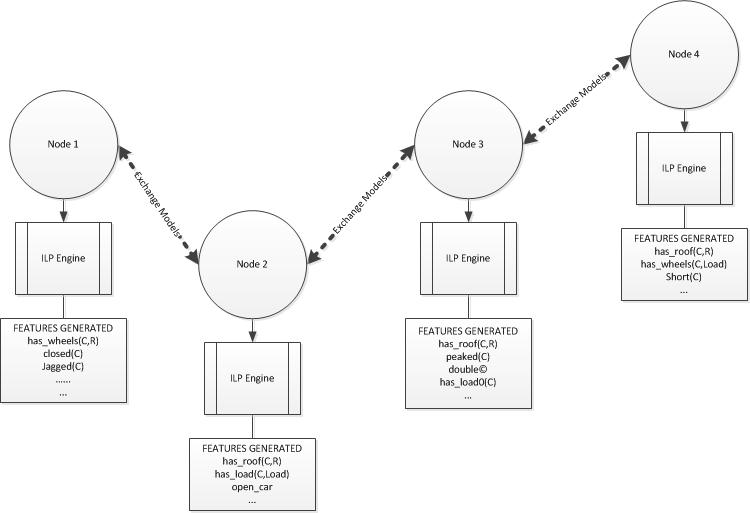 Node 1
ILP Engine
FEATURES GENERATED
has_wheels(C,R)
closed(C)
Jagged(C)
......
...
Exchange Models
Node 2
ILP Engine
FEATURES GENERATED
has_roof(C,R)
has_load(C,Load)
open_car
...
Exchange Models
Node 3
ILP Engine
FEATURES GENERATED
has_roof(C,R)
peaked(C)
double©
has_load0(C)
...
Exchange Models
Node 4
ILP Engine
FEATURES GENERATED
has_roof(C,R)
has_wheels(C,Load)
Short(C)
...